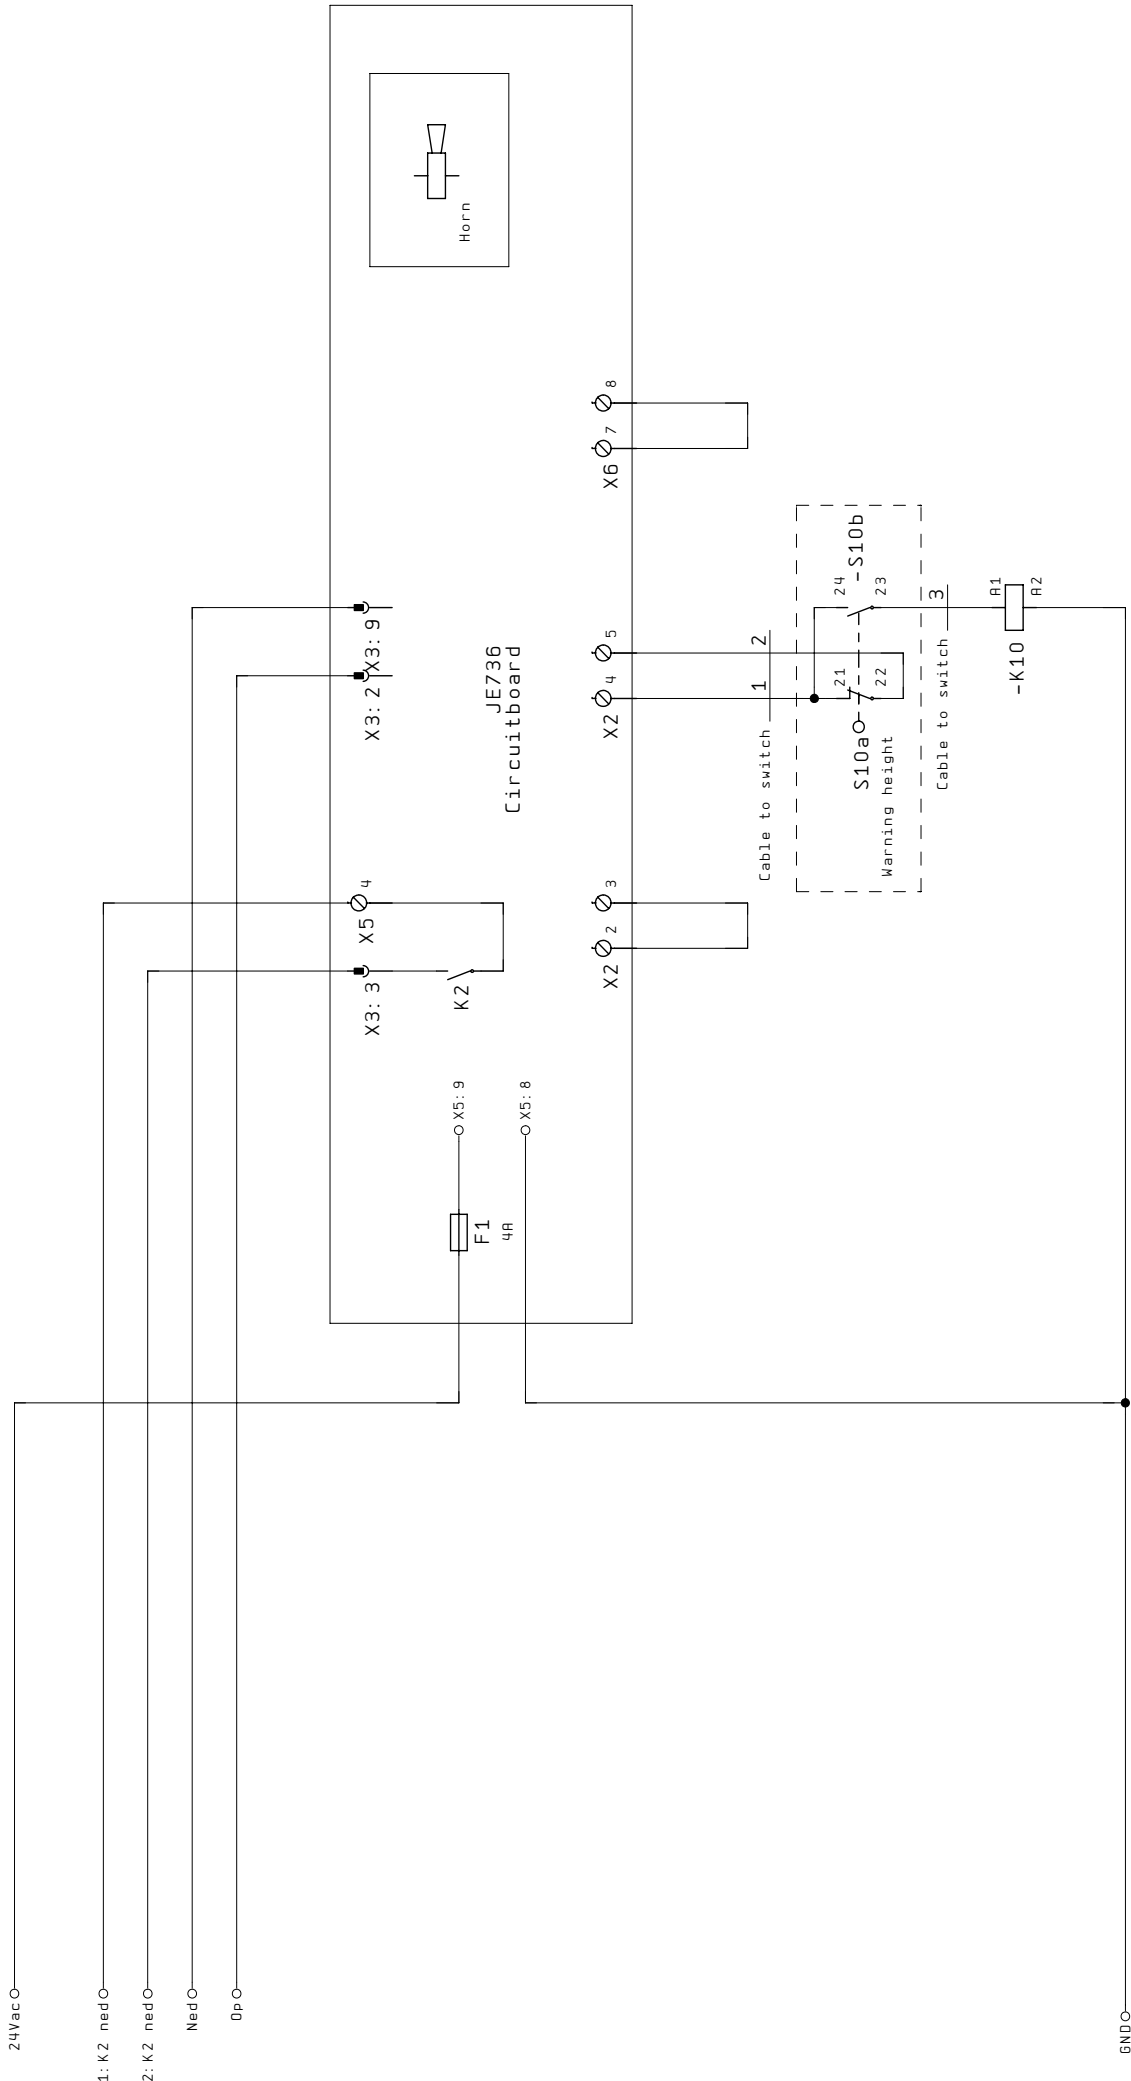 24Vac
1:K2 ned
2:K2 ned
Ned
Op
X3:3
X5
4
X3:2
X3:9
K2
X5:9
F1
4A
X5:8
JE736
Circuitboard
Horn
X2
2
3
X2
4
5
X6
7
8
Cable to switch
1
2
S10a
21
22
24
23
-S10b
Warning height
Cable to switch
3
-K10
A1
A2
GND